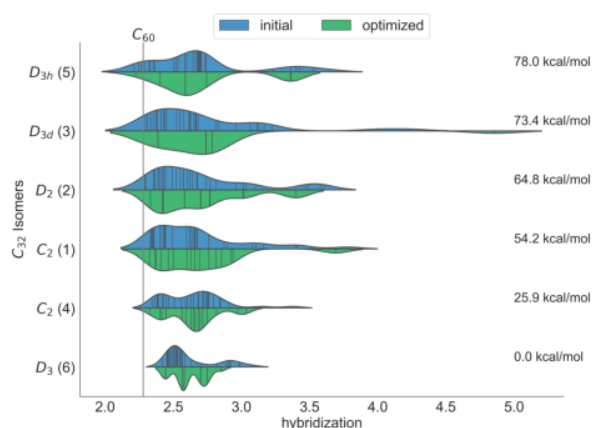 initial optimized
C₆₀
D₃ₕ (5) 78.0 kcal/mol
D₃d (3) 73.4 kcal/mol
D₂ (2) 64.8 kcal/mol
C₂ (1) 54.2 kcal/mol
C₂ (4) 25.9 kcal/mol
D₃ (6) 0.0 kcal/mol
C₃₂ Isomers
2.0 2.5 3.0 3.5 4.0 4.5 5.0
hybridization